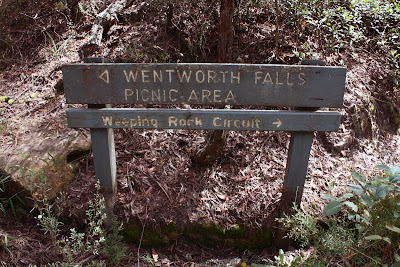 ◁ WENTWORTH FALLS
PICNIC AREA
Weeping Rock Circuit →